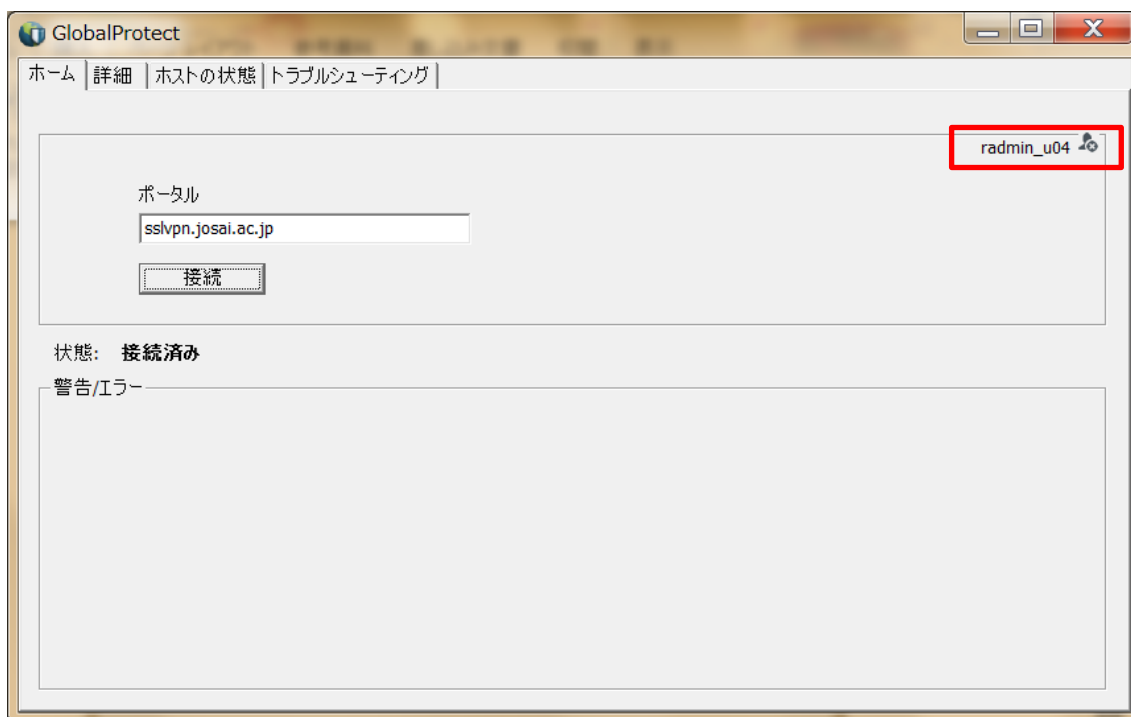 GlobalProtect
ホーム 詳細 ホストの状態 トラブルシューティング
radmin_u04
ポータル
sslvpn.josai.ac.jp
接続
状態: 接続済み
警告/エラー